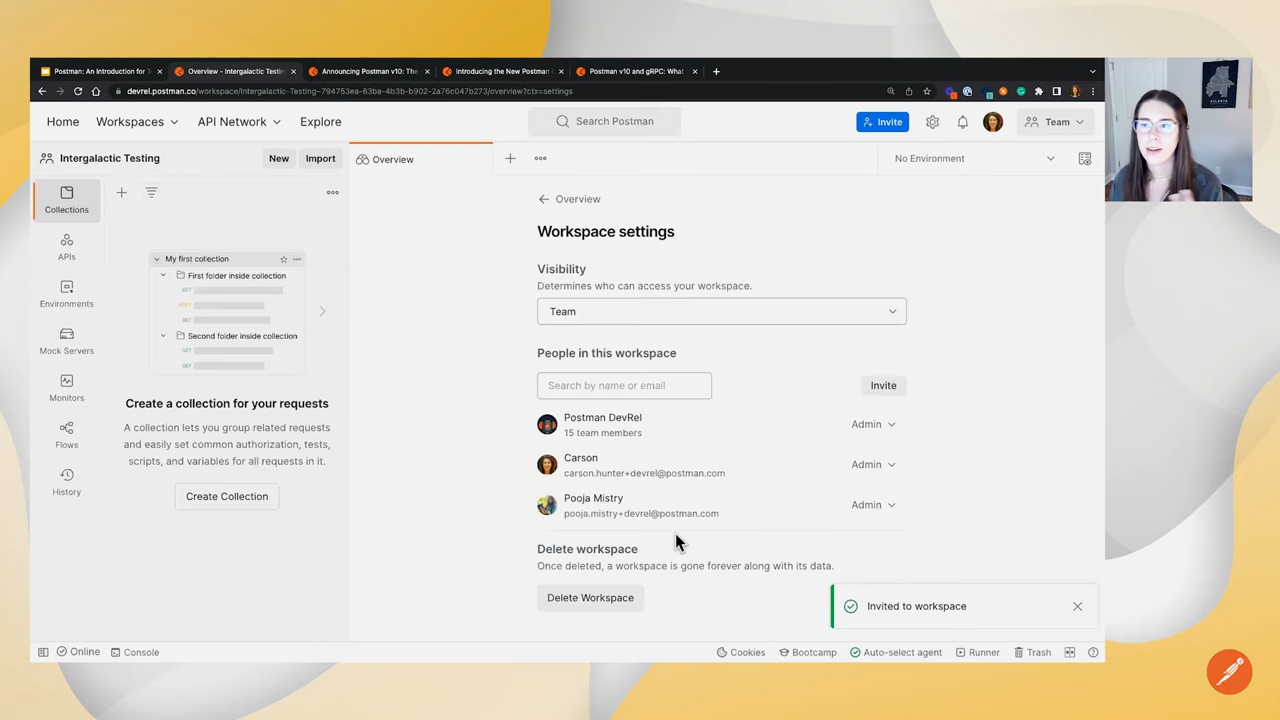 Postman: An Introduction for T
Overview - Intergalactic Testin
Announcing Postman v10: The
Introducing the New Postman
Postman v10 and gRPC: What
devrel.postman.co/workspace/Intergalactic-Testing~794753ea-63ba-4b3b-b902-2a76c047b273/overview?ctx=settings
Home
Workspaces
API Network
Explore
Search Postman
Invite
Team
Intergalactic Testing
New
Import
Overview
No Environment
Collections
APIs
Environments
Mock Servers
Monitors
Flows
History
My first collection
First folder inside collection
GET
POST
GET
Second folder inside collection
GET
GET
Create a collection for your requests
A collection lets you group related requests
and easily set common authorization, tests,
scripts, and variables for all requests in it.
Create Collection
Overview
Workspace settings
Visibility
Determines who can access your workspace.
Team
People in this workspace
Search by name or email
Invite
Postman DevRel
15 team members
Admin
Carson
carson.hunter+devrel@postman.com
Admin
Pooja Mistry
pooja.mistry+devrel@postman.com
Admin
Delete workspace
Once deleted, a workspace is gone forever along with its data.
Delete Workspace
Invited to workspace
Online
Console
Cookies
Bootcamp
Auto-select agent
Runner
Trash
ATLANTA